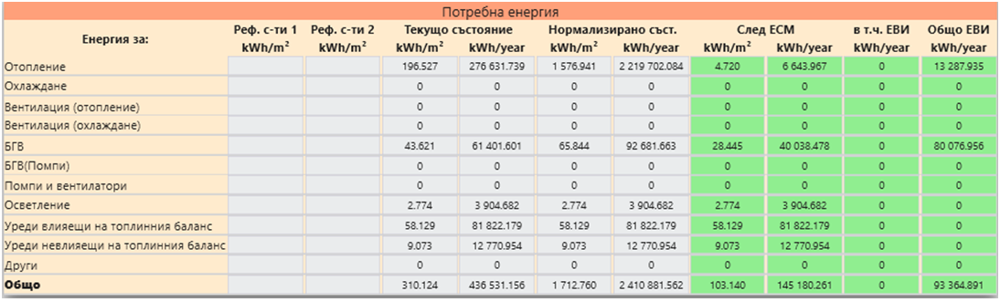 Потребна енергия
Енергия за: Реф. с-ти 1 Реф. с-ти 2 Текущо състояние Нормализирано съст. След ЕСМ в т.ч. ЕВИ Общо ЕВИ
kWh/m² kWh/m² kWh/m² kWh/year kWh/m² kWh/year kWh/m² kWh/year kWh/year kWh/year
Отопление 196.527 276 631.739 1 576.941 2 219 702.084 4.720 6 643.967 0 13 287.935
Охлаждане 0 0 0 0 0 0 0 0
Вентилация (отопление) 0 0 0 0 0 0 0 0
Вентилация (охлаждане) 0 0 0 0 0 0 0 0
БГВ 43.621 61 401.601 65.844 92 681.663 28.445 40 038.478 0 80 076.956
БГВ(Помпи) 0 0 0 0 0 0 0 0
Помпи и вентилатори 0 0 0 0 0 0 0 0
Осветление 2.774 3 904.682 2.774 3 904.682 2.774 3 904.682 0 0
Уреди влияещи на топлинния баланс 58.129 81 822.179 58.129 81 822.179 58.129 81 822.179 0 0
Уреди невлияещи на топлинния баланс 9.073 12 770.954 9.073 12 770.954 9.073 12 770.954 0 0
Други 0 0 0 0 0 0 0 0
Общо 310.124 436 531.156 1 712.760 2 410 881.562 103.140 145 180.261 0 93 364.891